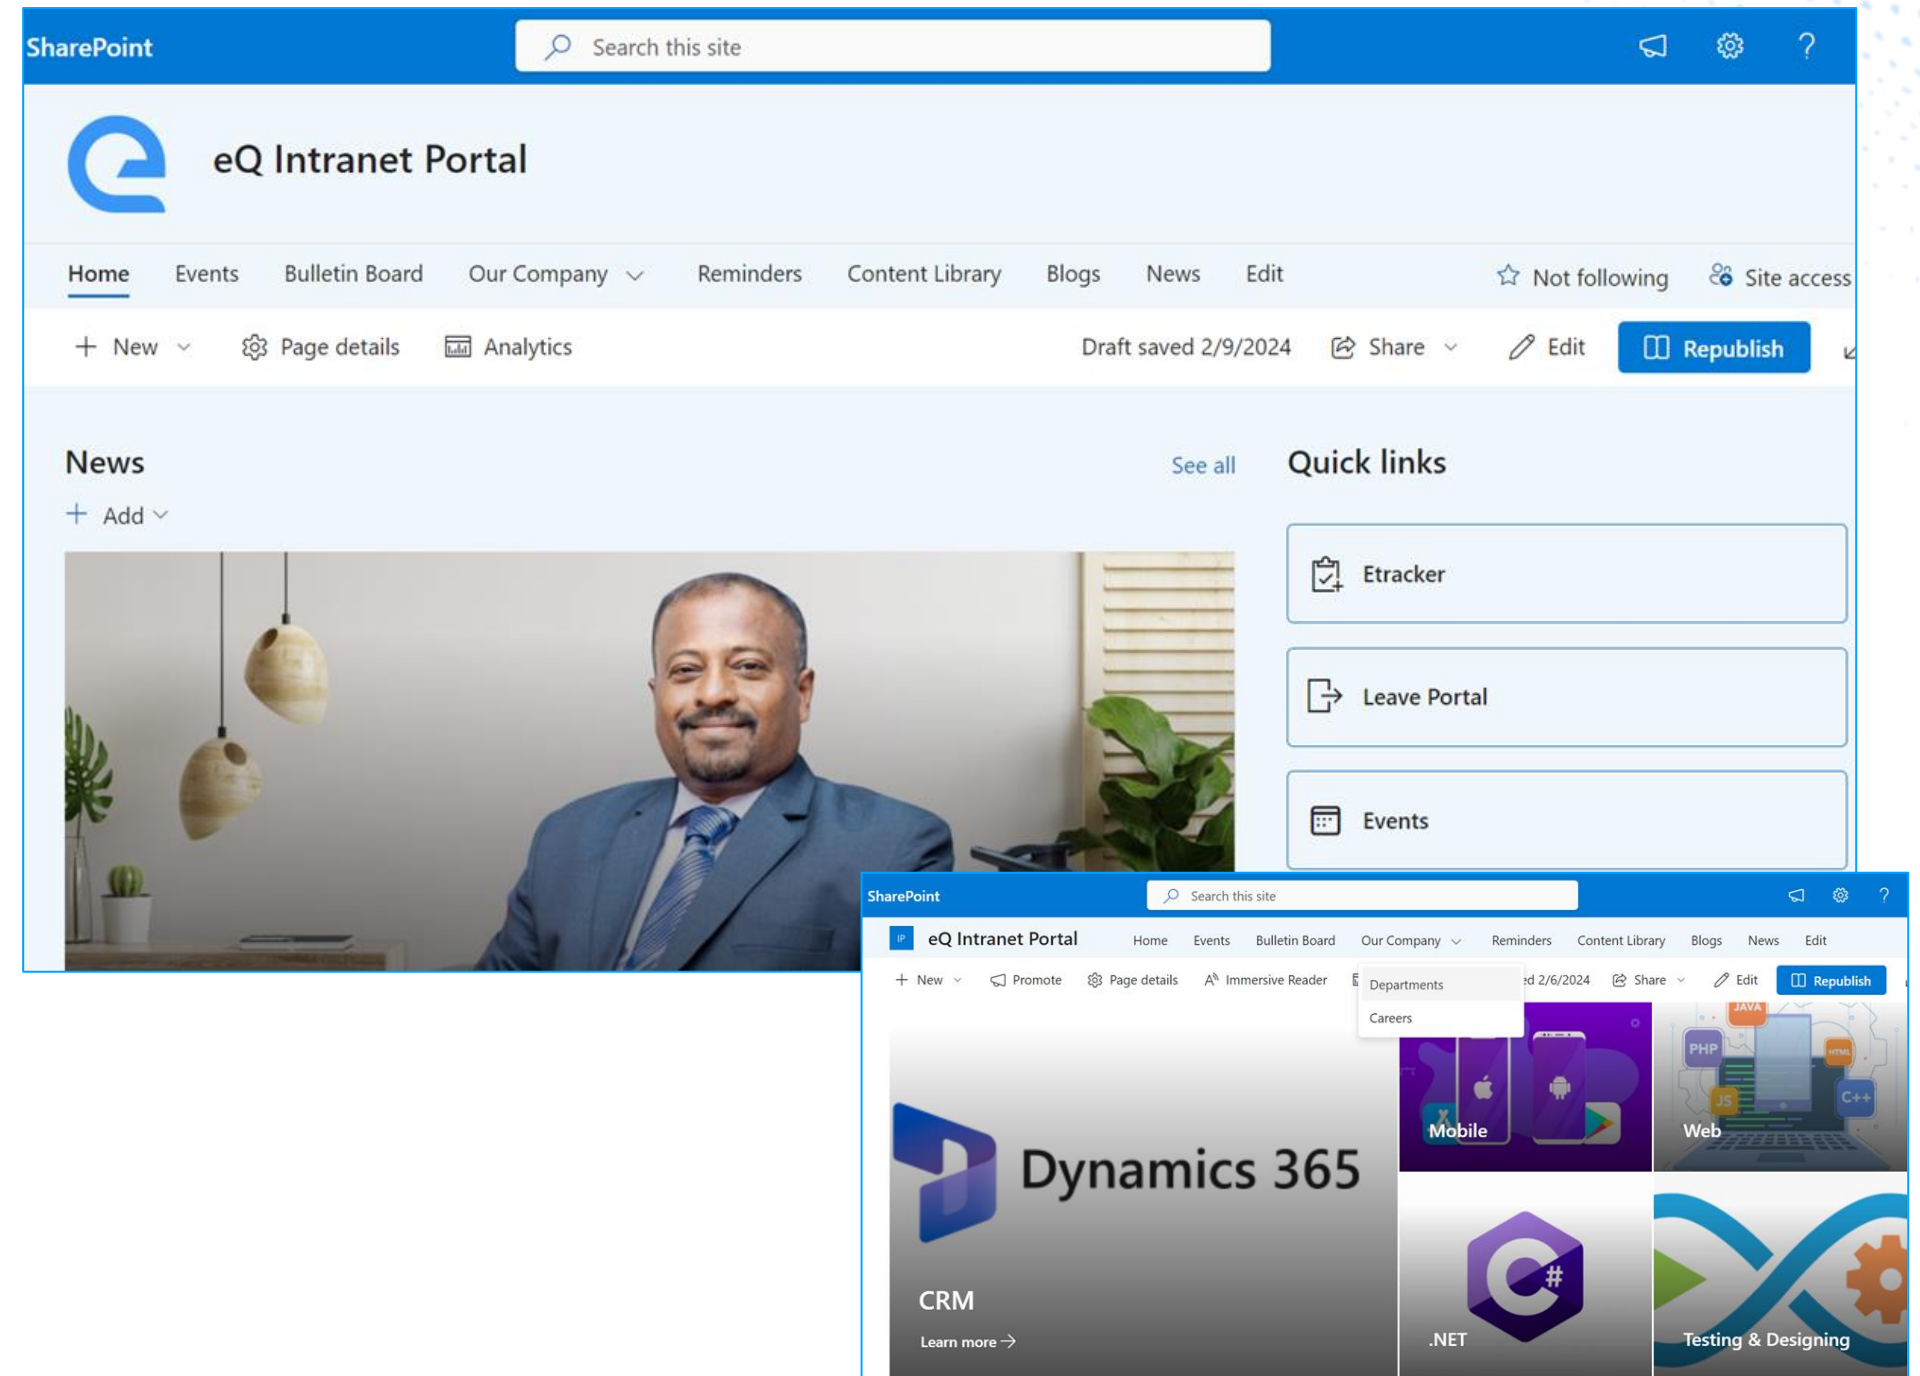 SharePoint
Search this site
?
eQ Intranet Portal
Home Events Bulletin Board Our Company Reminders Content Library Blogs News Edit Not following Site access
New Page details Analytics Draft saved 2/9/2024 Share Edit Republish
News See all
Add
Quick links
Etracker
Leave Portal
Events
SharePoint Search this site ?
IP eQ Intranet Portal Home Events Bulletin Board Our Company Reminders Content Library Blogs News Edit
New Promote Page details Immersive Reader ed 2/6/2024 Share Edit Republish
Departments
Careers
Dynamics 365
CRM
Learn more
Mobile
JAVA
PHP
HTML
JS
C++
Web
C#
.NET
Testing & Designing